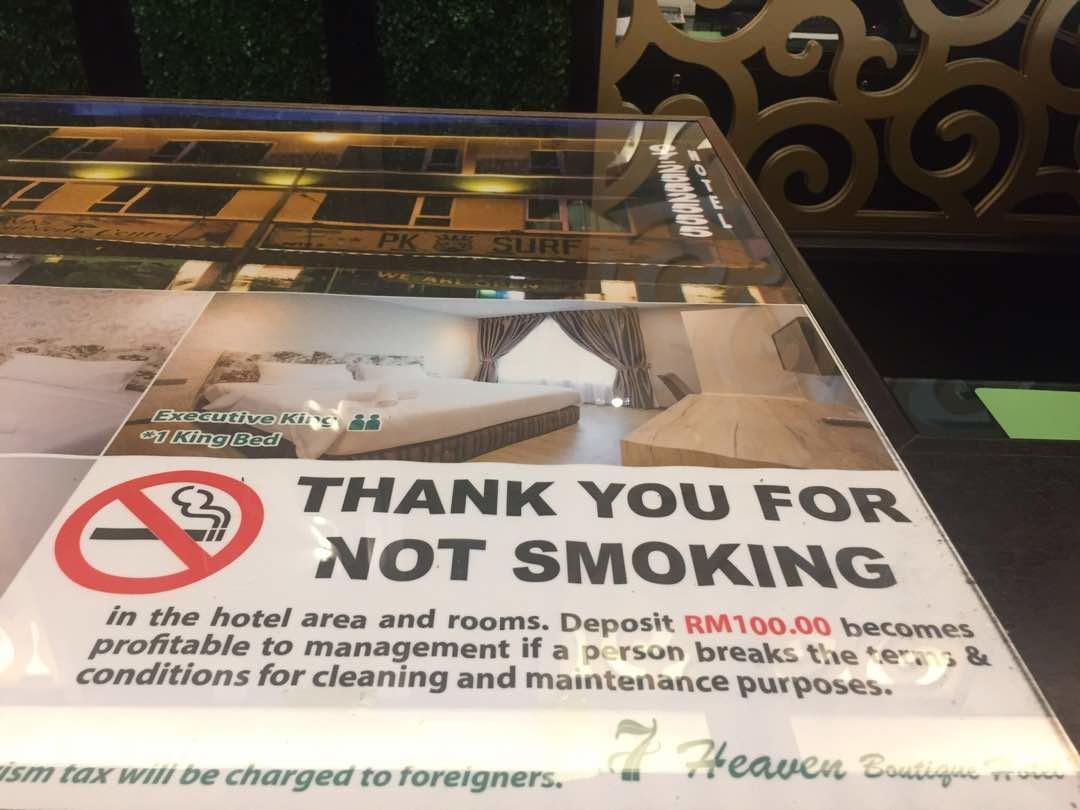 HOTEL
PK SURF
Executive King
*1 King Bed
THANK YOU FOR
NOT SMOKING
in the hotel area and rooms. Deposit RM100.00 becomes
profitable to management if a person breaks the terms &
conditions for cleaning and maintenance purposes.
tax will be charged to foreigners.
7 Heaven Boutique Hotel